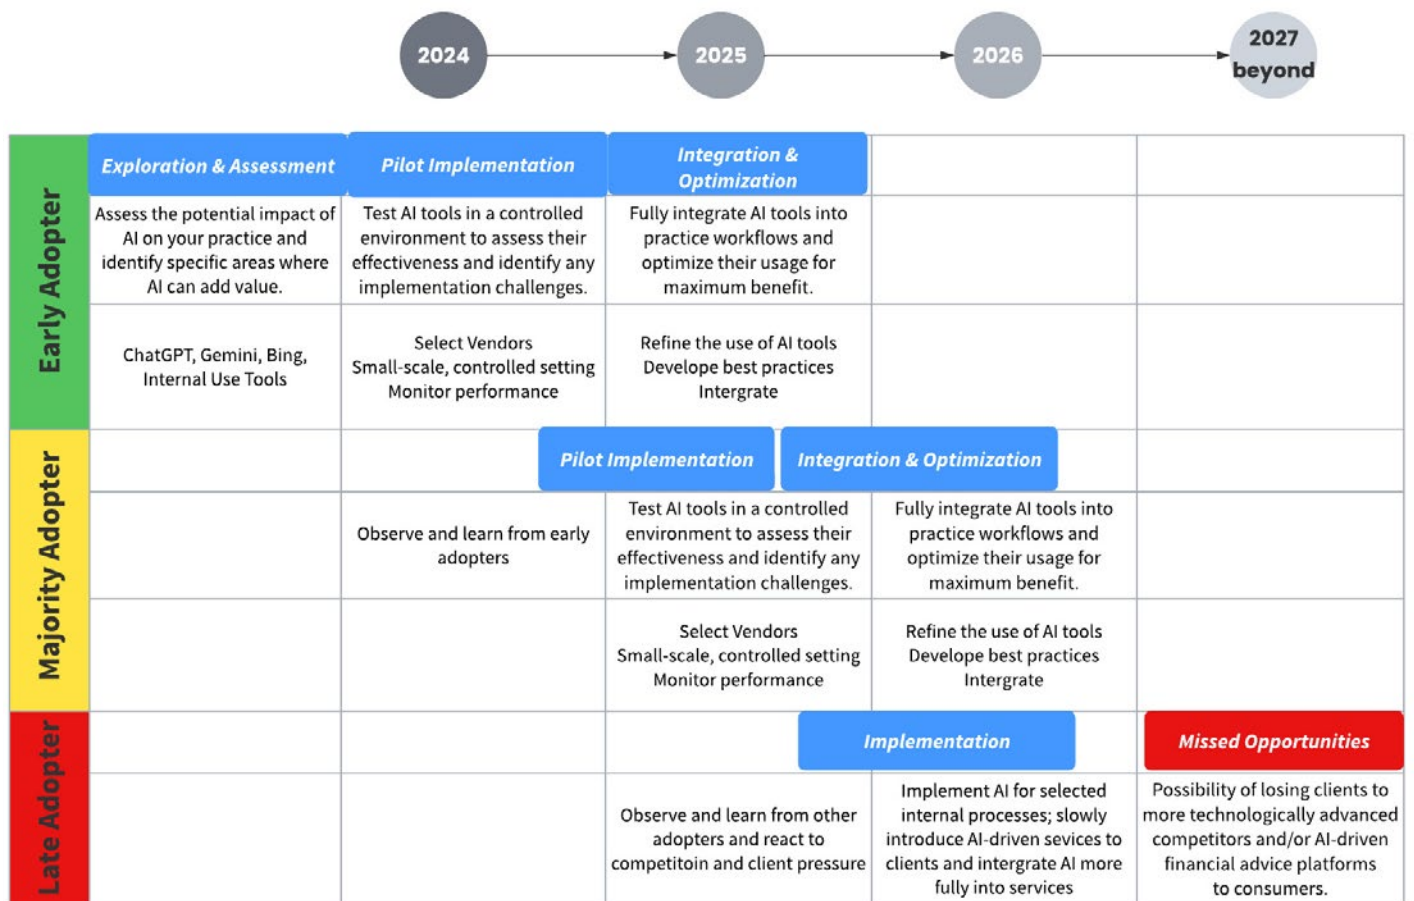 2024
2025
2026
2027
beyond
Early Adopter
Exploration & Assessment
Pilot Implementation
Integration &
Optimization
Assess the potential impact of
AI on your practice and
identify specific areas where
AI can add value.
Test AI tools in a controlled
environment to assess their
effectiveness and identify any
implementation challenges.
Fully integrate AI tools into
practice workflows and
optimize their usage for
maximum benefit.
ChatGPT, Gemini, Bing,
Internal Use Tools
Select Vendors
Small-scale, controlled setting
Monitor performance
Refine the use of AI tools
Develope best practices
Intergrate
Majority Adopter
Pilot Implementation
Integration & Optimization
Observe and learn from early
adopters
Test AI tools in a controlled
environment to assess their
effectiveness and identify any
implementation challenges.
Fully integrate AI tools into
practice workflows and
optimize their usage for
maximum benefit.
Select Vendors
Small-scale, controlled setting
Monitor performance
Refine the use of AI tools
Develope best practices
Intergrate
Late Adopter
Implementation
Missed Opportunities
Observe and learn from other
adopters and react to
competitoin and client pressure
Implement AI for selected
internal processes; slowly
introduce AI-driven sevices to
clients and intergrate AI more
fully into services
Possibility of losing clients to
more technologically advanced
competitors and/or AI-driven
financial advice platforms
to consumers.